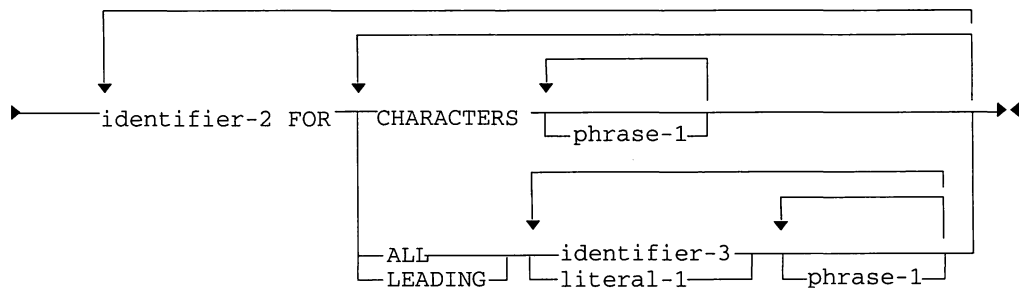 identifier-2 FOR CHARACTERS
phrase-1
ALL identifier-3
LEADING literal-1 phrase-1